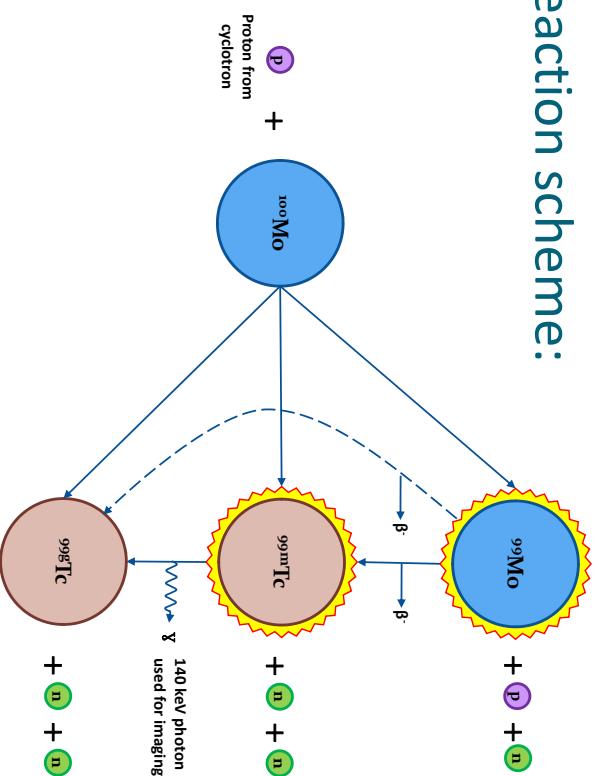 eaction scheme:
⁹⁹Mo + p + n
β⁻
β⁻
p + ¹⁰⁰Mo
⁹⁹ᵐTc + n + n
Proton from
cyclotron
γ
140 keV photon
used for imaging
⁹⁹ᵍTc + n + n